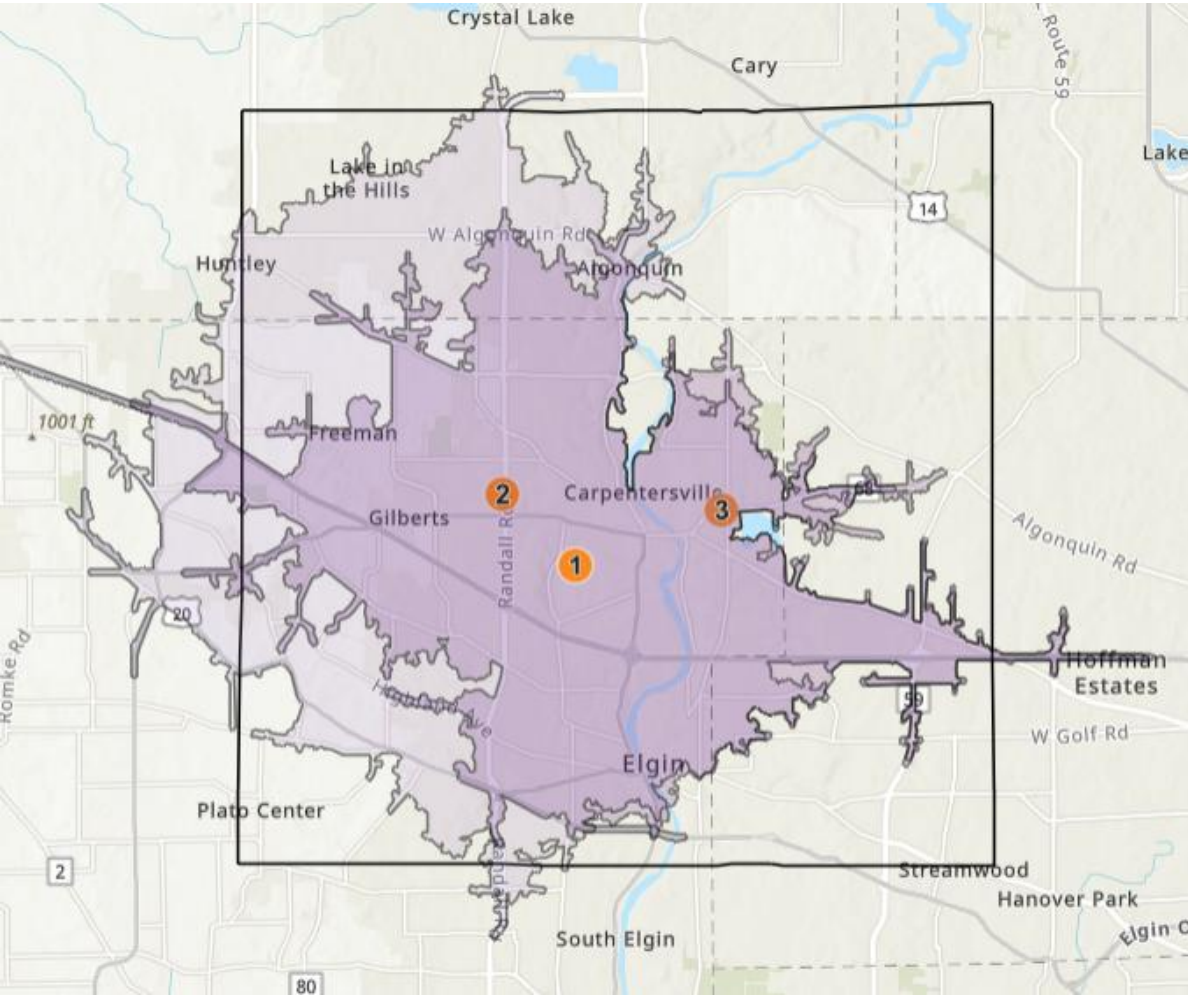 Crystal Lake
Route 59
Cary
Lake
Lake in
the Hills
14
W Algonquin Rd
Huntley
Algonquin
1001 ft
Freeman
2
Carpentersville
68
3
Gilberts
Randall Rd
Algonquin Rd
1
20
Romke Rd
Hoffman
Estates
59
W Golf Rd
Elgin
Plato Center
2
Streamwood
Hanover Park
South Elgin
Elgin O
80